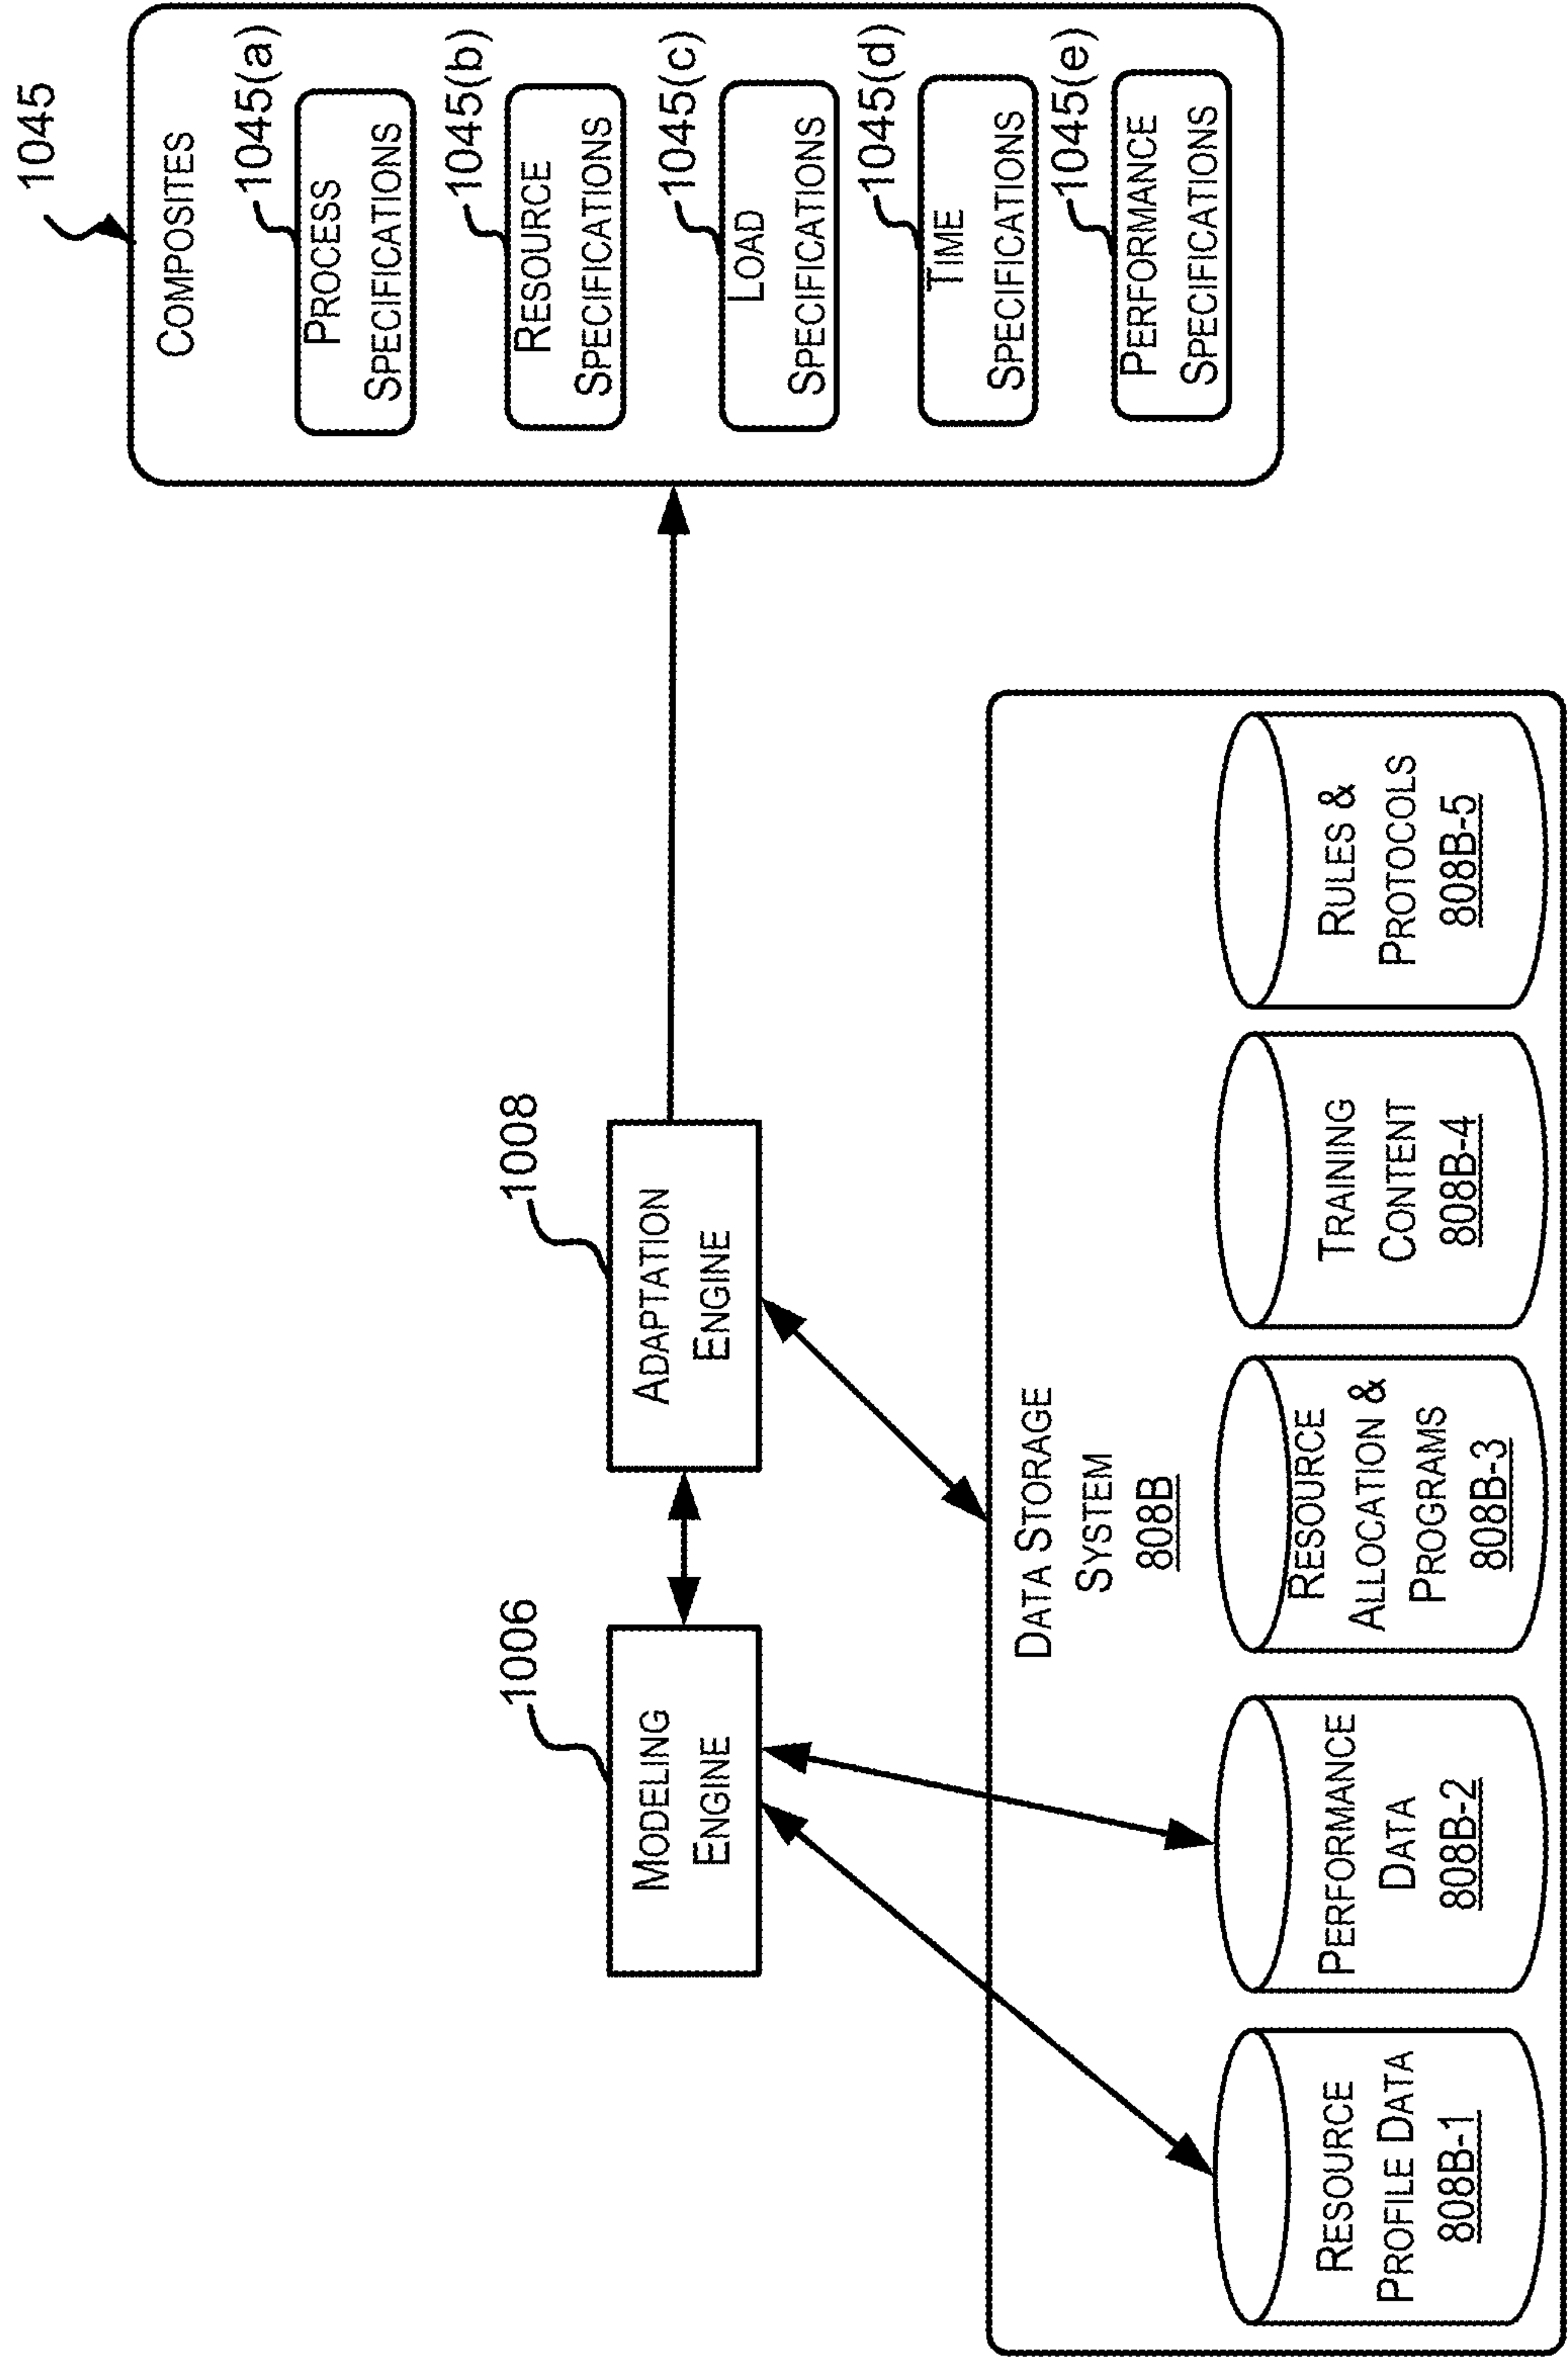 1045
COMPOSITES
1045(a)
PROCESS
SPECIFICATIONS
1045(b)
RESOURCE
SPECIFICATIONS
1045(c)
LOAD
SPECIFICATIONS
1045(d)
TIME
SPECIFICATIONS
1045(e)
PERFORMANCE
SPECIFICATIONS
1006
MODELING
ENGINE
1008
ADAPTATION
ENGINE
DATA STORAGE
SYSTEM
808B
RESOURCE
PROFILE DATA
808B-1
PERFORMANCE
DATA
808B-2
RESOURCE
ALLOCATION &
PROGRAMS
808B-3
TRAINING
CONTENT
808B-4
RULES &
PROTOCOLS
808B-5